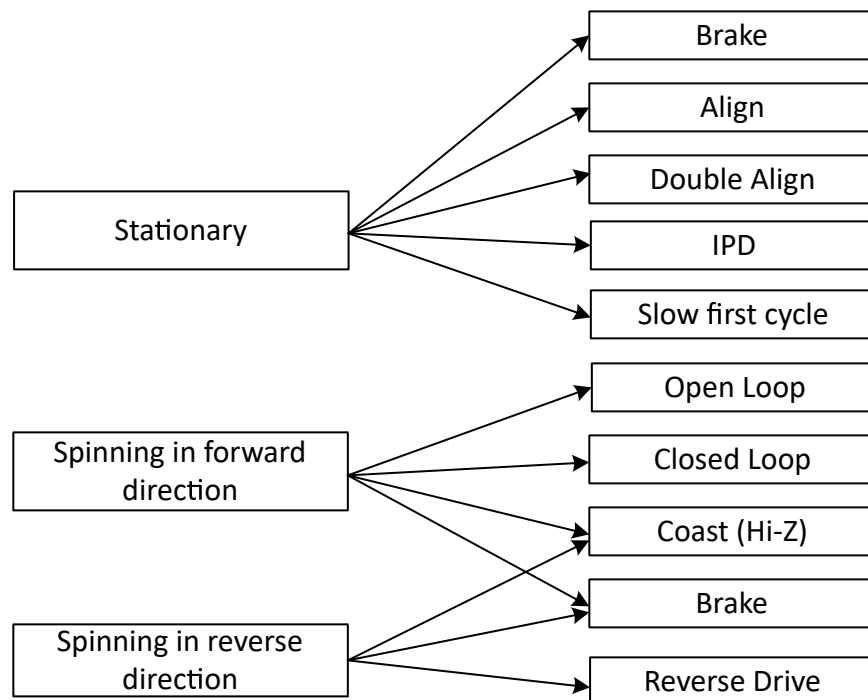 Brake
Align
Double Align
Stationary
IPD
Slow first cycle
Open Loop
Spinning in forward
direction
Closed Loop
Coast (Hi-Z)
Brake
Spinning in reverse
direction
Reverse Drive